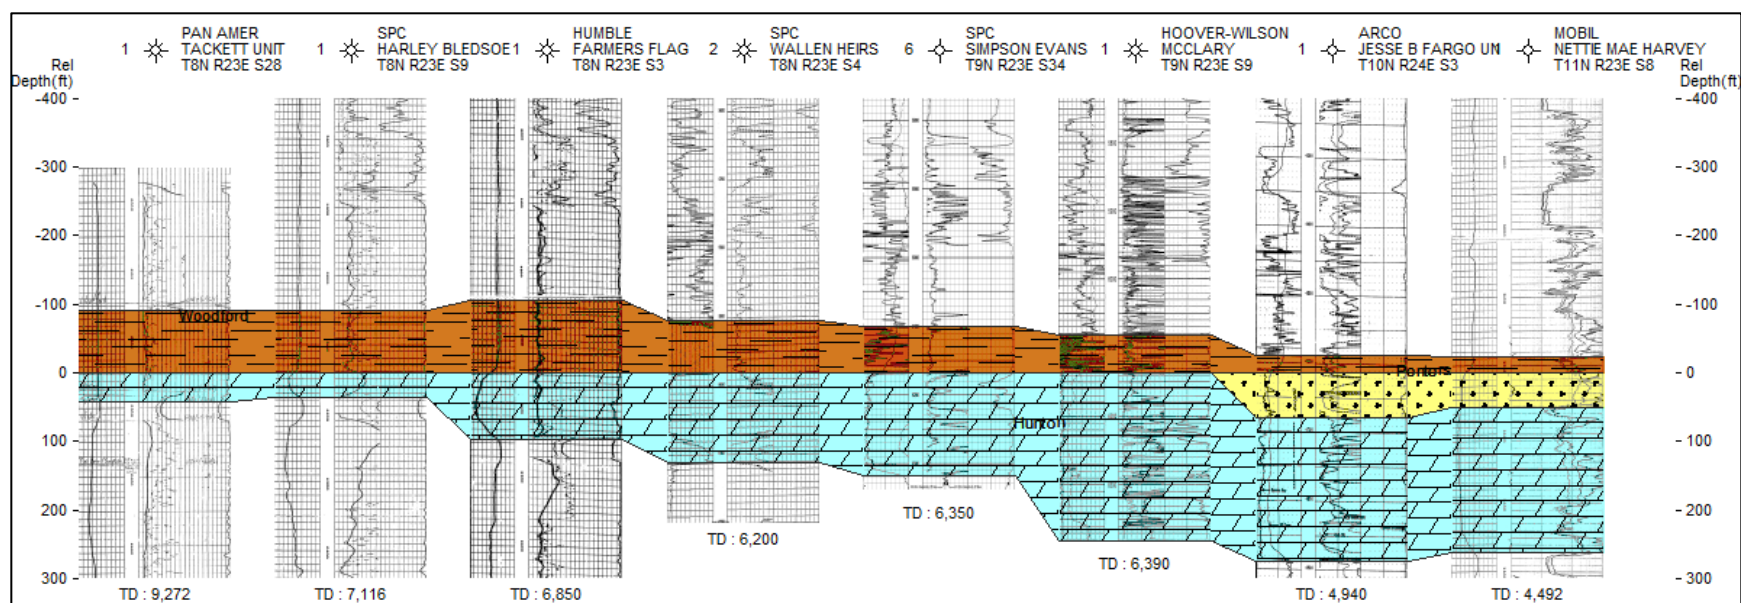 1 PAN AMER
TACKETT UNIT
T8N R23E S28
1 SPC
HARLEY BLEDSOE
T8N R23E S9
1 HUMBLE
FARMERS FLAG
T8N R23E S3
2 SPC
WALLEN HEIRS
T8N R23E S4
6 SPC
SIMPSON EVANS
T9N R23E S34
1 HOOVER-WILSON
MCCLARY
T9N R23E S9
1 ARCO
JESSE B FARGO UN
T10N R24E S3
1 MOBIL
NETTIE MAE HARVEY
T11N R23E S8
Rel
Depth(ft)
Rel
Depth(ft)
-400
-300
-200
-100
0
100
200
300
-400
-300
-200
-100
0
100
200
300
Woodford
Porters
Hunton
TD : 9,272
TD : 7,116
TD : 6,850
TD : 6,200
TD : 6,350
TD : 6,390
TD : 4,940
TD : 4,492